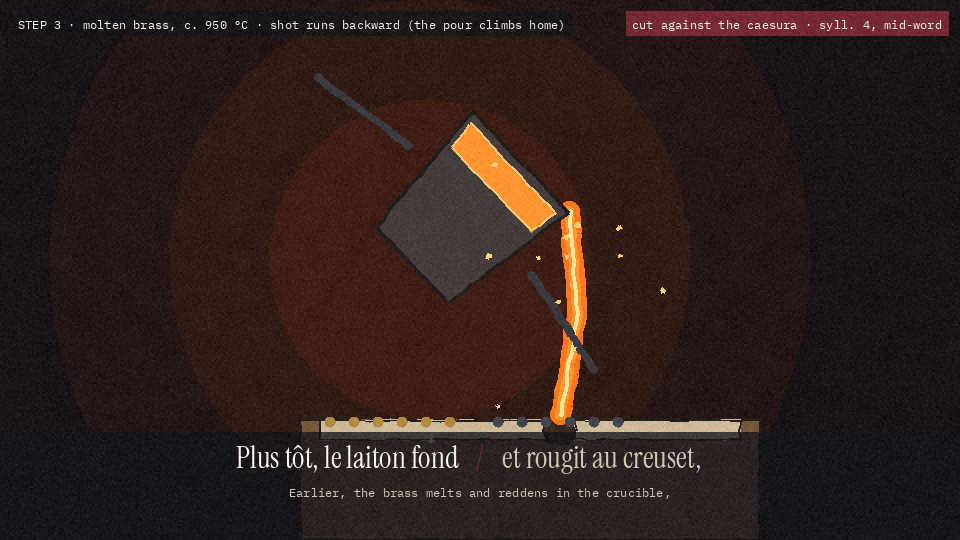 STEP 3 · molten brass, c. 950 °C · shot runs backward (the pour climbs home)
cut against the caesura · syll. 4, mid-word
Plus tôt, le laiton fond / et rougit au creuset,
Earlier, the brass melts and reddens in the crucible,